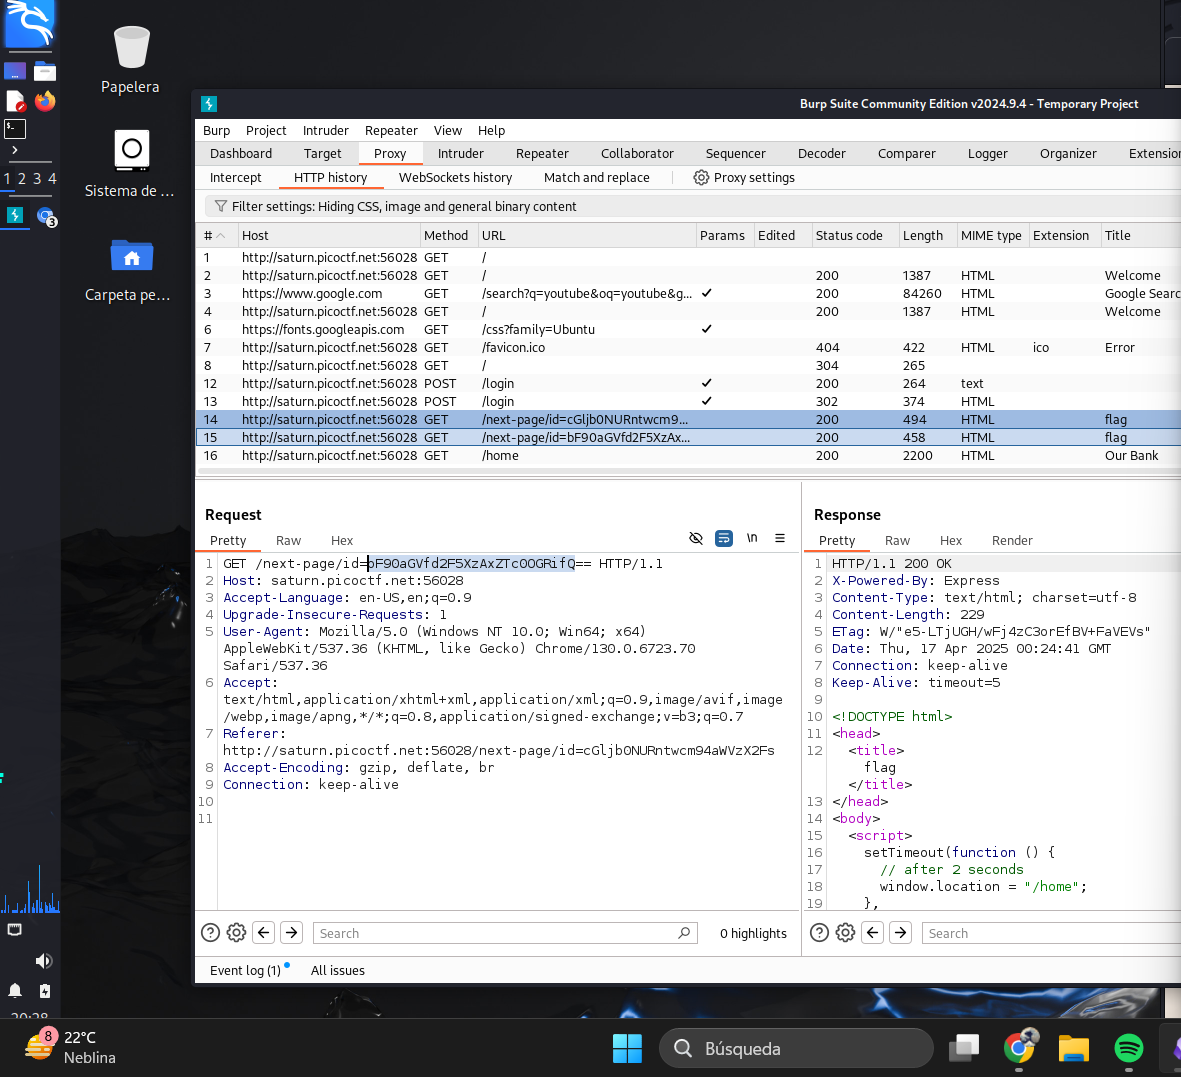 Papelera
Sistema de ...
Carpeta pe...
1 2 3 4
3
Burp Suite Community Edition v2024.9.4 - Temporary Project
Burp Project Intruder Repeater View Help
Dashboard Target Proxy Intruder Repeater Collaborator Sequencer Decoder Comparer Logger Organizer Extension
Intercept HTTP history WebSockets history Match and replace Proxy settings
Filter settings: Hiding CSS, image and general binary content
# Host Method URL Params Edited Status code Length MIME type Extension Title
1 http://saturn.picoctf.net:56028 GET /
2 http://saturn.picoctf.net:56028 GET / 200 1387 HTML Welcome
3 https://www.google.com GET /search?q=youtube&oq=youtube&g... ✓ 200 84260 HTML Google Searc
4 http://saturn.picoctf.net:56028 GET / 200 1387 HTML Welcome
6 https://fonts.googleapis.com GET /css?family=Ubuntu ✓
7 http://saturn.picoctf.net:56028 GET /favicon.ico 404 422 HTML ico Error
8 http://saturn.picoctf.net:56028 GET / 304 265
12 http://saturn.picoctf.net:56028 POST /login ✓ 200 264 text
13 http://saturn.picoctf.net:56028 POST /login ✓ 302 374 HTML
14 http://saturn.picoctf.net:56028 GET /next-page/id=cGljb0NURntwcm9... 200 494 HTML flag
15 http://saturn.picoctf.net:56028 GET /next-page/id=bF90aGVfd2F5XzAx... 200 458 HTML flag
16 http://saturn.picoctf.net:56028 GET /home 200 2200 HTML Our Bank
Request
Pretty Raw Hex \n
1 GET /next-page/id=bF90aGVfd2F5XzAxZTc0OGRifQ== HTTP/1.1
2 Host: saturn.picoctf.net:56028
3 Accept-Language: en-US,en;q=0.9
4 Upgrade-Insecure-Requests: 1
5 User-Agent: Mozilla/5.0 (Windows NT 10.0; Win64; x64)
AppleWebKit/537.36 (KHTML, like Gecko) Chrome/130.0.6723.70
Safari/537.36
6 Accept:
text/html,application/xhtml+xml,application/xml;q=0.9,image/avif,image
/webp,image/apng,*/*;q=0.8,application/signed-exchange;v=b3;q=0.7
7 Referer:
http://saturn.picoctf.net:56028/next-page/id=cGljb0NURntwcm94aWVzX2Fs
8 Accept-Encoding: gzip, deflate, br
9 Connection: keep-alive
10
11
Search 0 highlights
Response
Pretty Raw Hex Render
1 HTTP/1.1 200 OK
2 X-Powered-By: Express
3 Content-Type: text/html; charset=utf-8
4 Content-Length: 229
5 ETag: W/"e5-LTjUGH/wFj4zC3orEfBV+FaVEVs"
6 Date: Thu, 17 Apr 2025 00:24:41 GMT
7 Connection: keep-alive
8 Keep-Alive: timeout=5
9
10 <!DOCTYPE html>
11 <head>
12 <title>
flag
</title>
13 </head>
14 <body>
15 <script>
16 setTimeout(function () {
17 // after 2 seconds
18 window.location = "/home";
19 },
Search
Event log (1) All issues
20:28
8
22°C
Neblina
Búsqueda